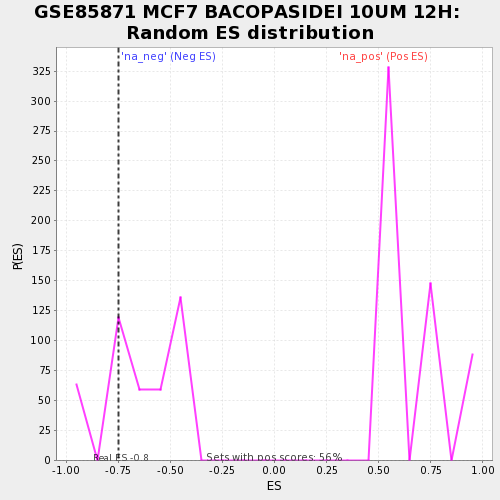 GSE85871 MCF7 BACOPASIDEI 10UM 12H:
Random ES distribution
'na_neg' (Neg ES)
'na_pos' (Pos ES)
325
300
275
250
225
200
175
150
125
100
75
50
25
0
P(ES)
Real ES -0.8
Sets with pos scores: 56%
-1.00 -0.75 -0.50 -0.25 0.00 0.25 0.50 0.75 1.00
ES